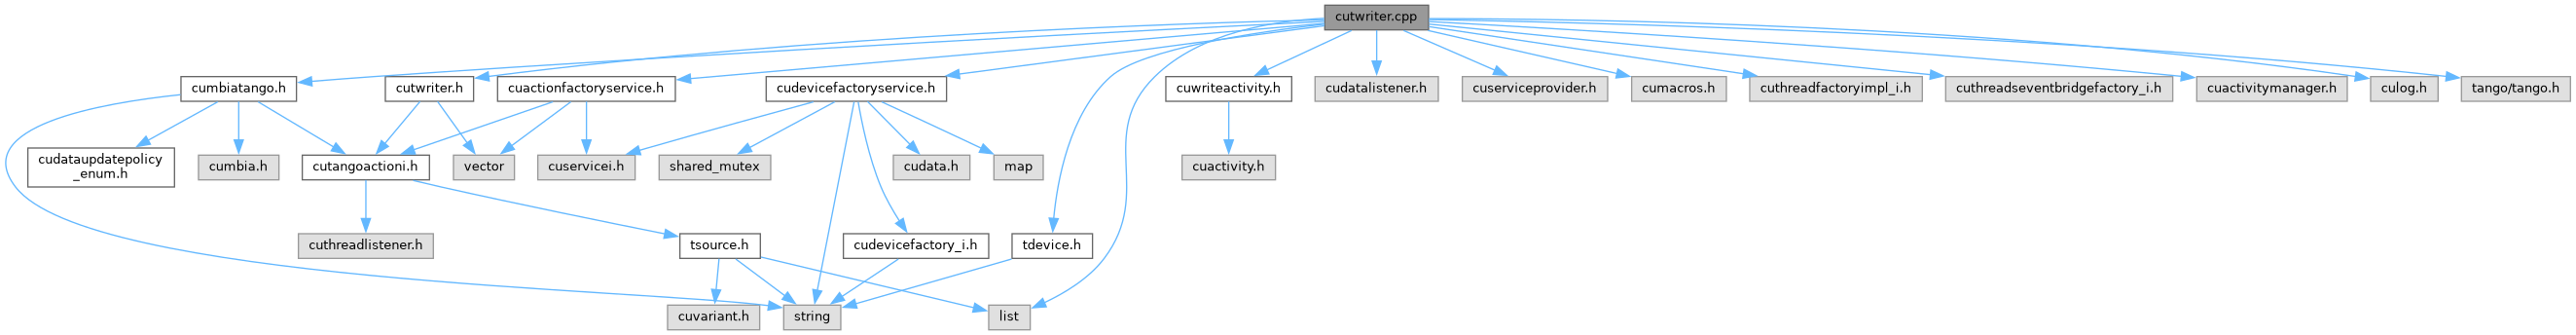 cutwriter.cpp
cumbiatango.h
cutwriter.h
cuactionfactoryservice.h
cudevicefactoryservice.h
cuwriteactivity.h
cudatalistener.h
cuserviceprovider.h
cumacros.h
cuthreadfactoryimpl_i.h
cuthreadseventbridgefactory_i.h
cuactivitymanager.h
culog.h
tango/tango.h
cudataupdatepolicy
_enum.h
cumbia.h
cutangoactioni.h
vector
cuservicei.h
shared_mutex
cudata.h
map
cuactivity.h
cuthreadlistener.h
tsource.h
cudevicefactory_i.h
tdevice.h
cuvariant.h
string
list